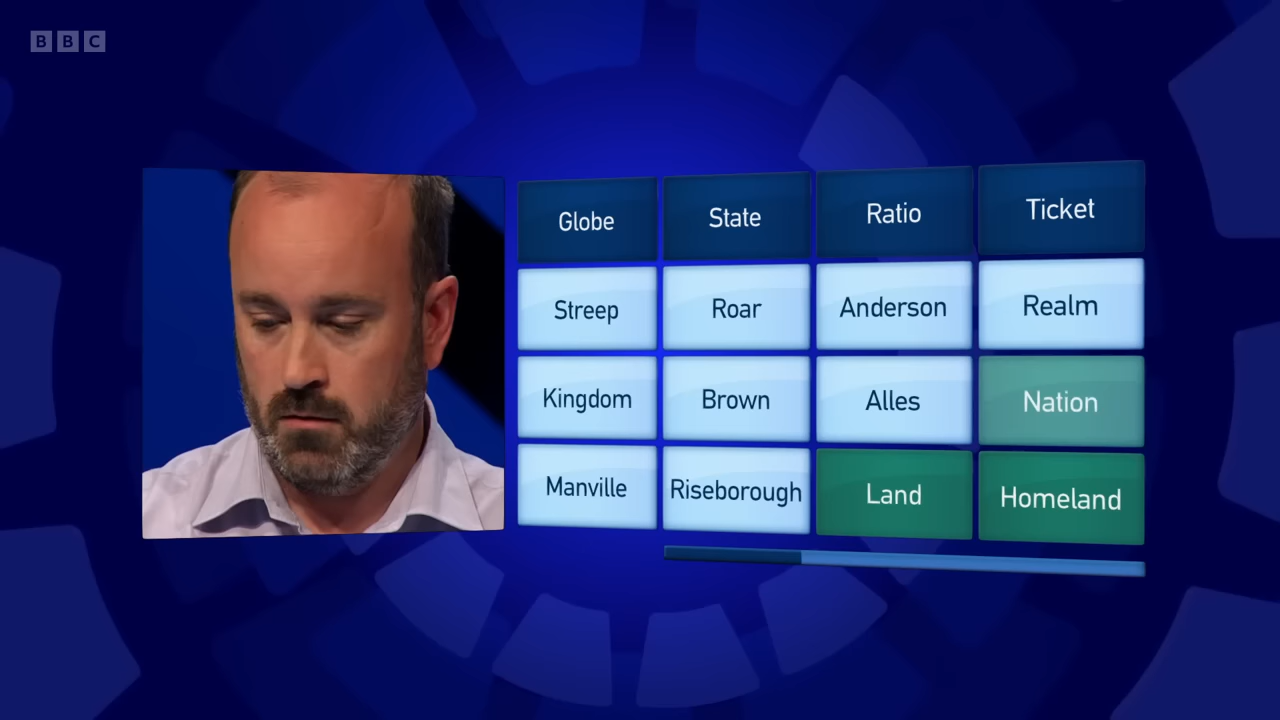 BBC
Globe
State
Ratio
Ticket
Streep
Roar
Anderson
Realm
Kingdom
Brown
Alles
Nation
Manville
Riseborough
Land
Homeland